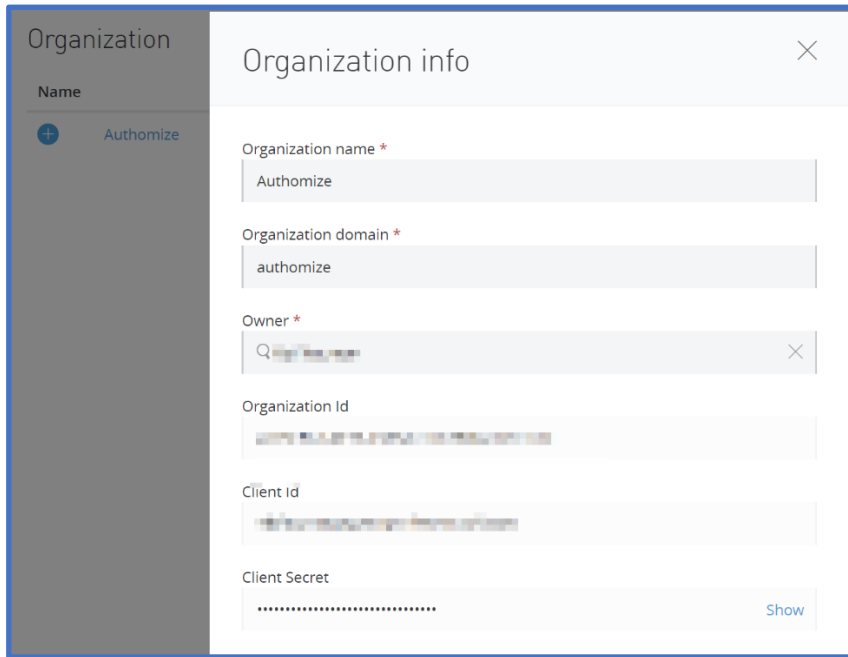 Organization
Name
Authomize
Organization info
Organization name *
Authomize
Organization domain *
authomize
Owner *
Organization Id
Client Id
Client Secret
•••••••••••••••••••••••••••••••• Show